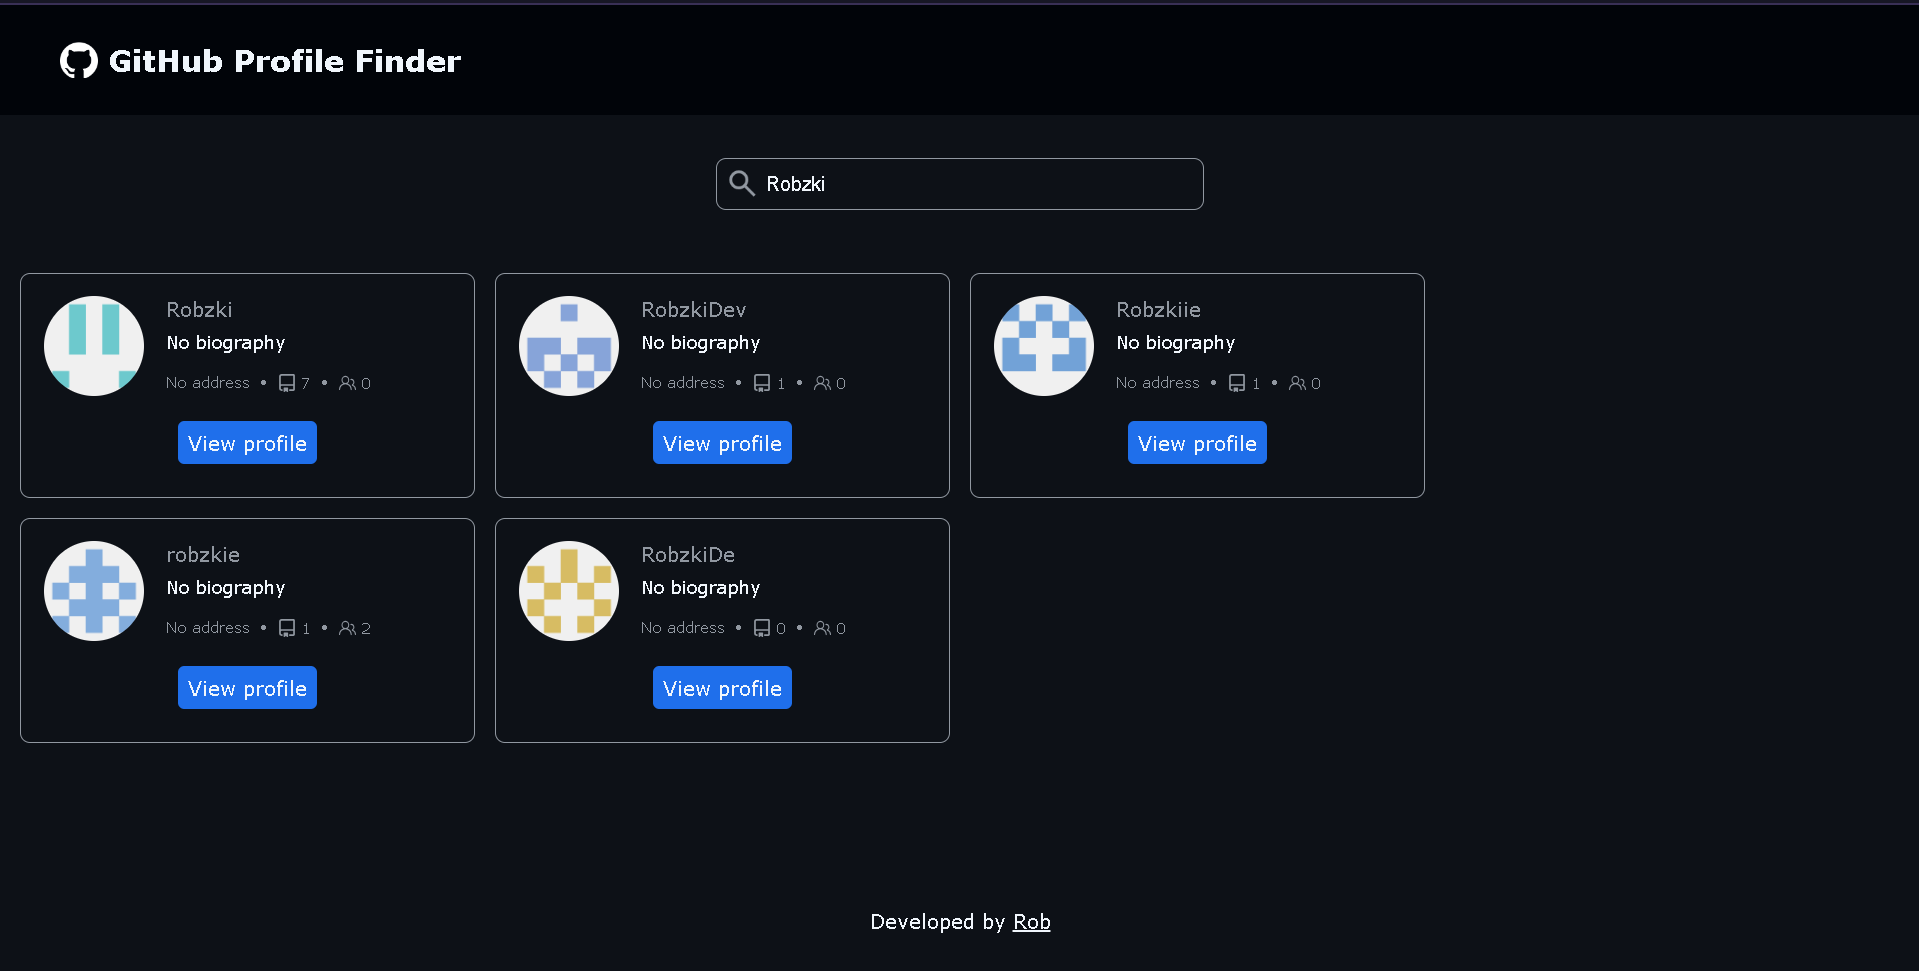 GitHub Profile Finder
Robzki
Robzki
No biography
No address • 7 • 0
View profile
RobzkiDev
No biography
No address • 1 • 0
View profile
Robzkiie
No biography
No address • 1 • 0
View profile
robzkie
No biography
No address • 1 • 2
View profile
RobzkiDe
No biography
No address • 0 • 0
View profile
Developed by Rob